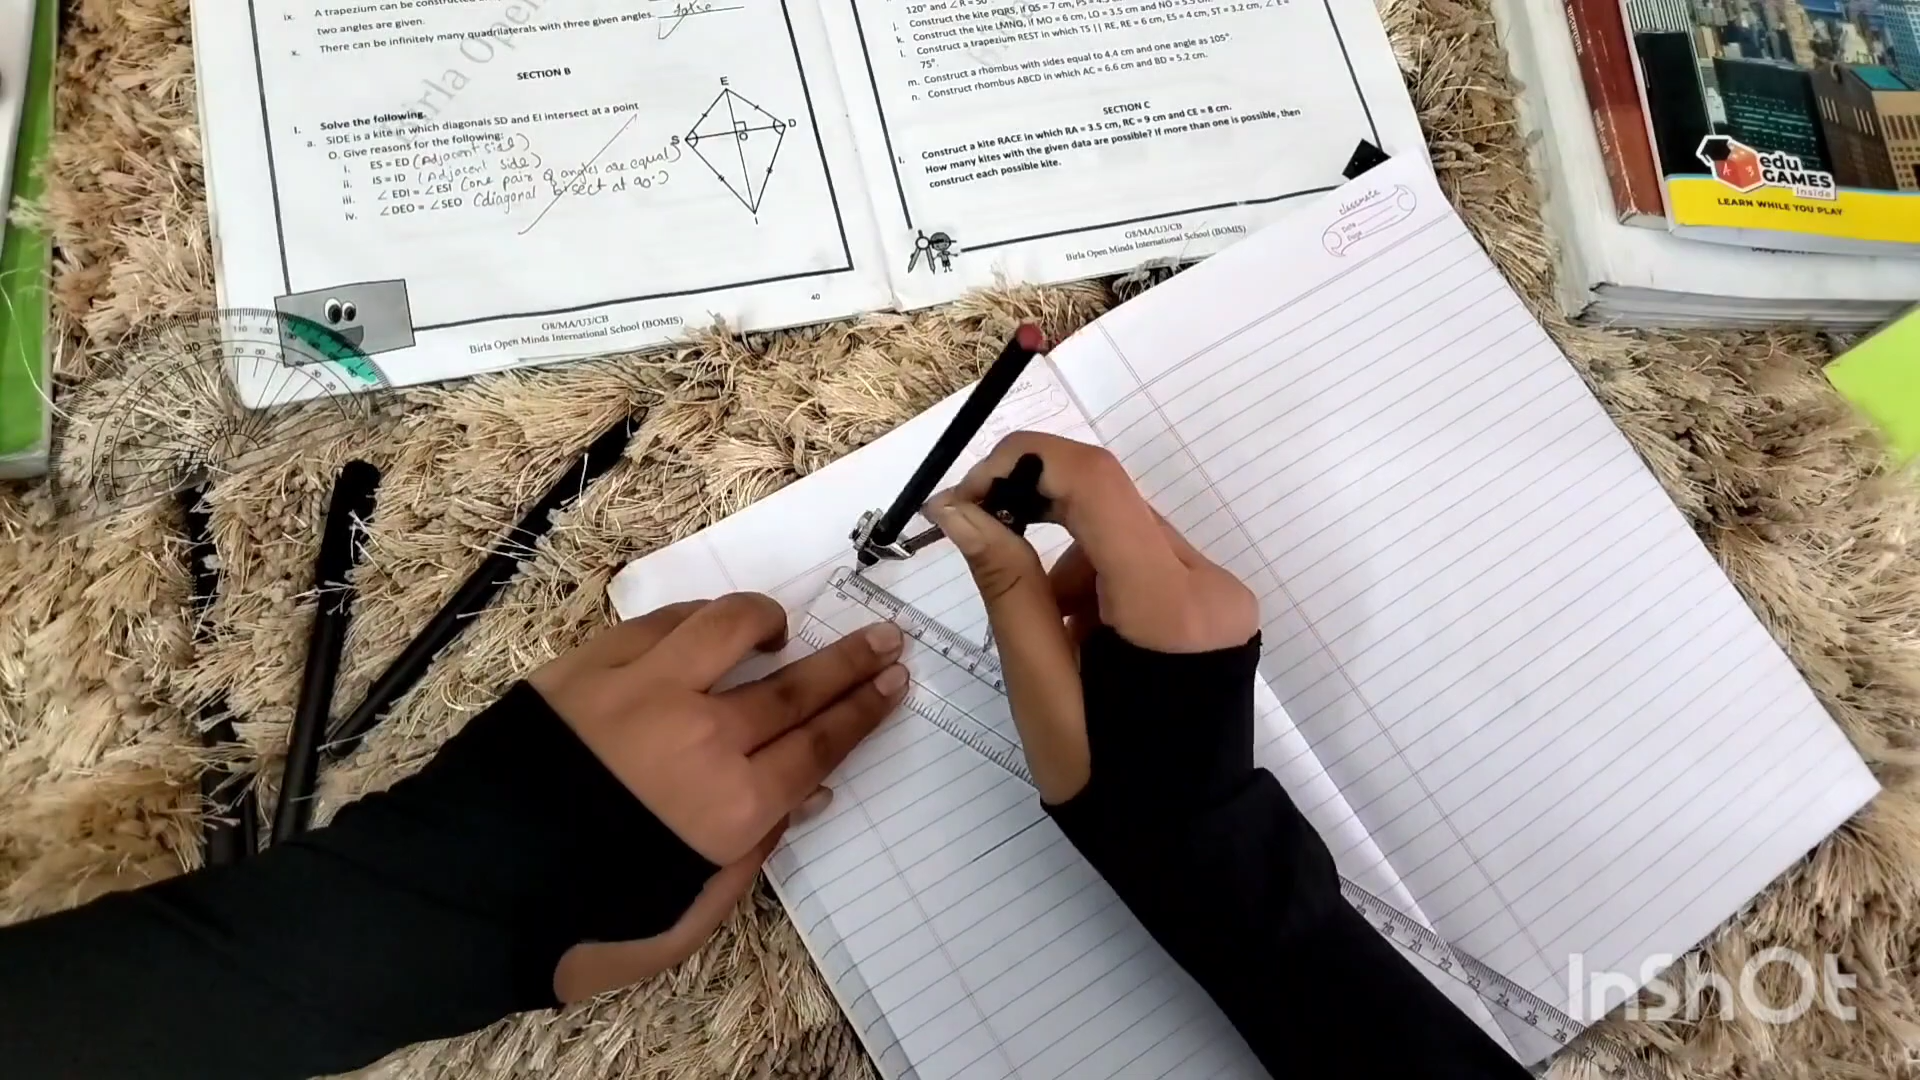 ix. A trapezium can be
two angles are given.
x. There can be infinitely many quadrilaterals with three given angles. false
SECTION B
I. Solve the following.
a. SIDE is a kite in which diagonals SD and EI intersect at a point
O. Give reasons for the following:
i. ES = ED (Adjacent side)
ii. IS = ID (Adjacent side)
iii. ∠EDI = ∠ESI (one pair of angles are equal)
iv. ∠DEO = ∠SEO (diagonal bisect at 90°)
E
S
D
O
I
40
G8/MA/U3/CB
Birla Open Minds International School (BOMIS)
120° and ∠R = 50°
j. Construct the kite PQRS, if QS = 7 cm,
k. Construct the kite LMNO, if MO = 6 cm, LO = 3.5 cm and NO = 5.5
l. Construct a trapezium REST in which TS || RE, RE = 6 cm, ES = 4 cm, ST = 3.2 cm,
75°.
m. Construct a rhombus with sides equal to 4.4 cm and one angle as 105°.
n. Construct rhombus ABCD in which AC = 6.6 cm and BD = 5.2 cm.
SECTION C
I. Construct a kite RACE in which RA = 3.5 cm, RC = 9 cm and CE = 8 cm.
How many kites with the given data are possible? If more than one is possible, then
construct each possible kite.
G8/MA/U3/CB
Birla Open Minds International School (BOMIS)
classmate
Date
Page
edu
GAMES
inside
LEARN WHILE YOU PLAY
InShOt